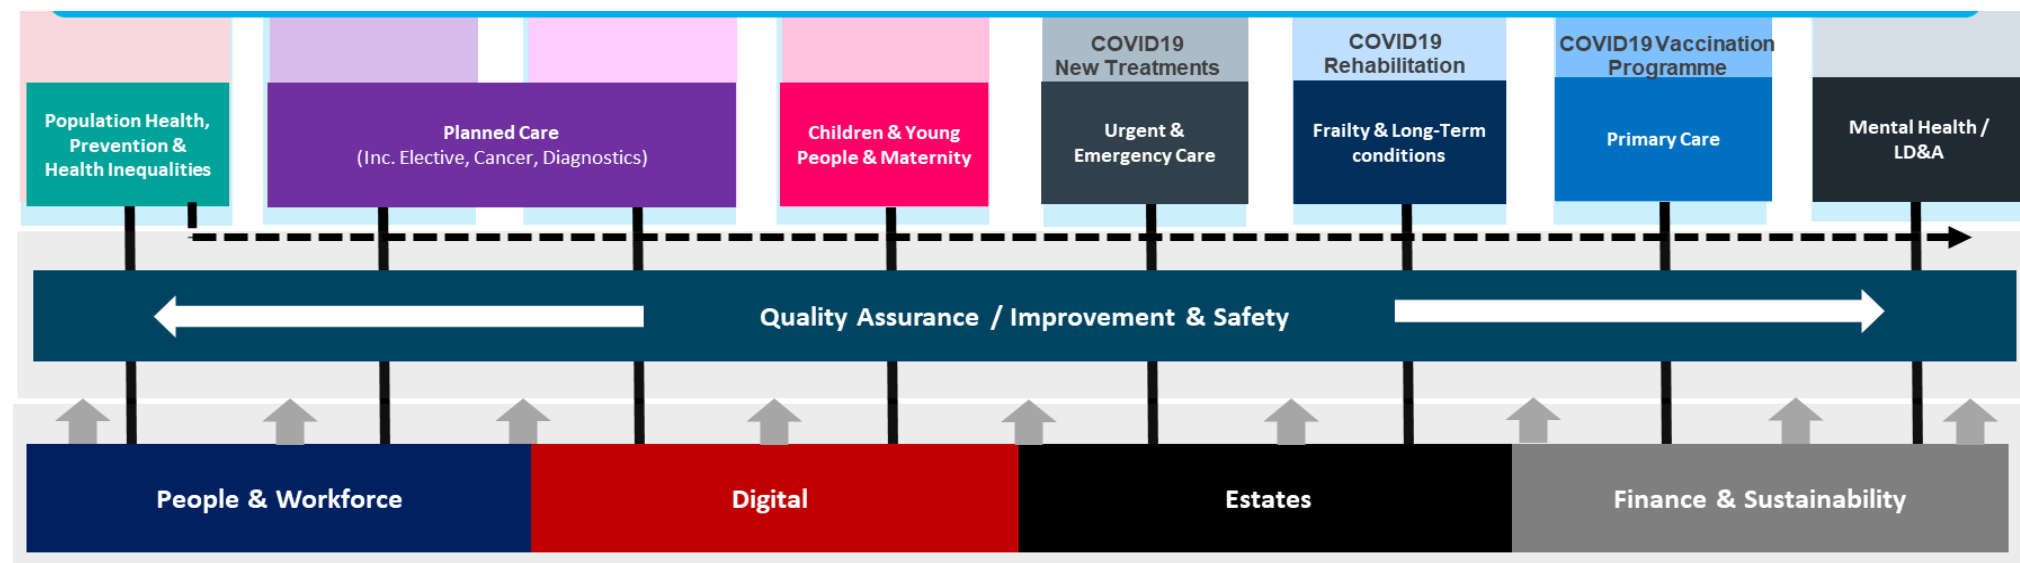 COVID19
New Treatments
COVID19
Rehabilitation
COVID19 Vaccination
Programme
Population Health,
Prevention &
Health Inequalities
Planned Care
(Inc. Elective, Cancer, Diagnostics)
Children & Young
People & Maternity
Urgent &
Emergency Care
Frailty & Long-Term
conditions
Primary Care
Mental Health /
LD&A
Quality Assurance / Improvement & Safety
People & Workforce
Digital
Estates
Finance & Sustainability